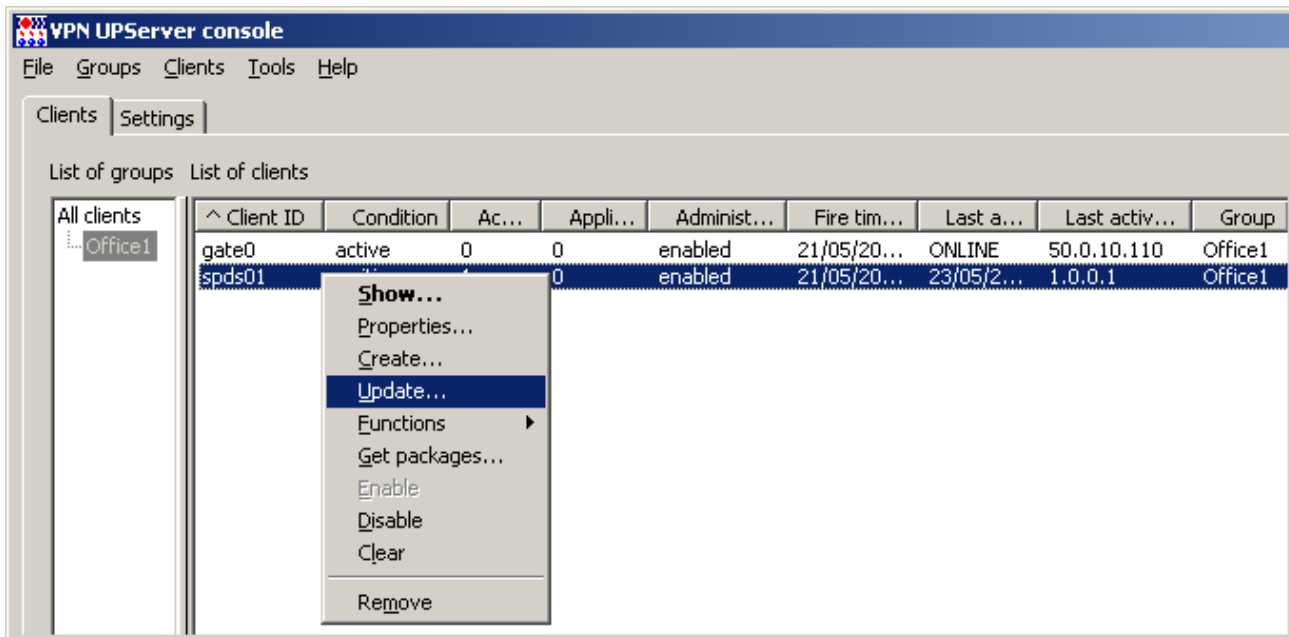 VPN UPServer console
File Groups Clients Tools Help
Clients Settings
List of groups List of clients
All clients
Office1
^ Client ID Condition Ac... Appli... Administ... Fire tim... Last a... Last activ... Group
gate0 active 0 0 enabled 21/05/20... ONLINE 50.0.10.110 Office1
spds01 0 enabled 21/05/20... 23/05/2... 1.0.0.1 Office1
Show...
Properties...
Create...
Update...
Functions
Get packages...
Enable
Disable
Clear
Remove